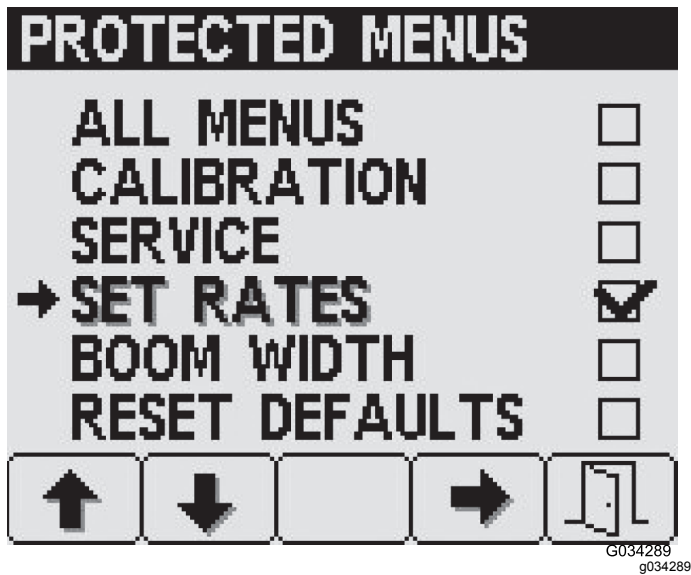 PROTECTED MENUS
ALL MENUS
CALIBRATION
SERVICE
SET RATES
BOOM WIDTH
RESET DEFAULTS
G034289
g034289